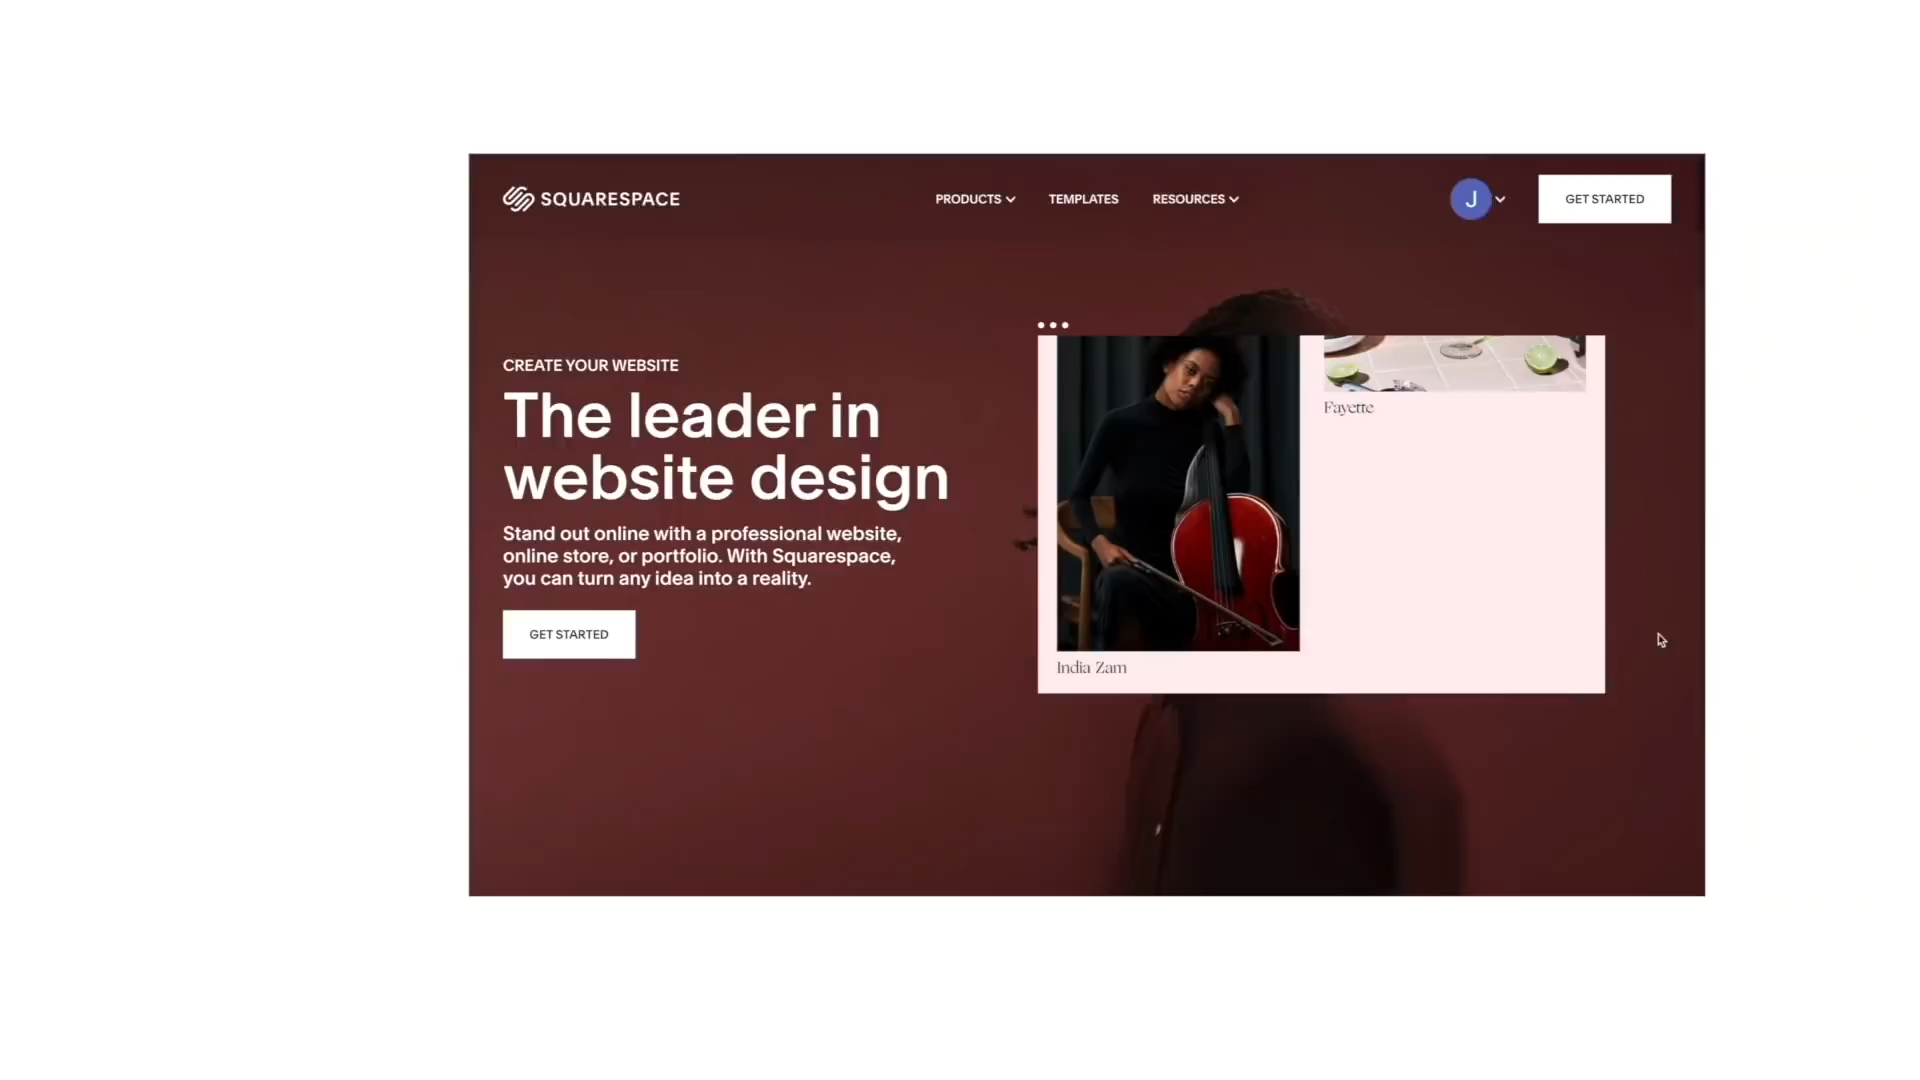 SQUARESPACE
PRODUCTS
TEMPLATES
RESOURCES
J
GET STARTED
CREATE YOUR WEBSITE
The leader in
website design
Stand out online with a professional website,
online store, or portfolio. With Squarespace,
you can turn any idea into a reality.
GET STARTED
Fayette
India Zam